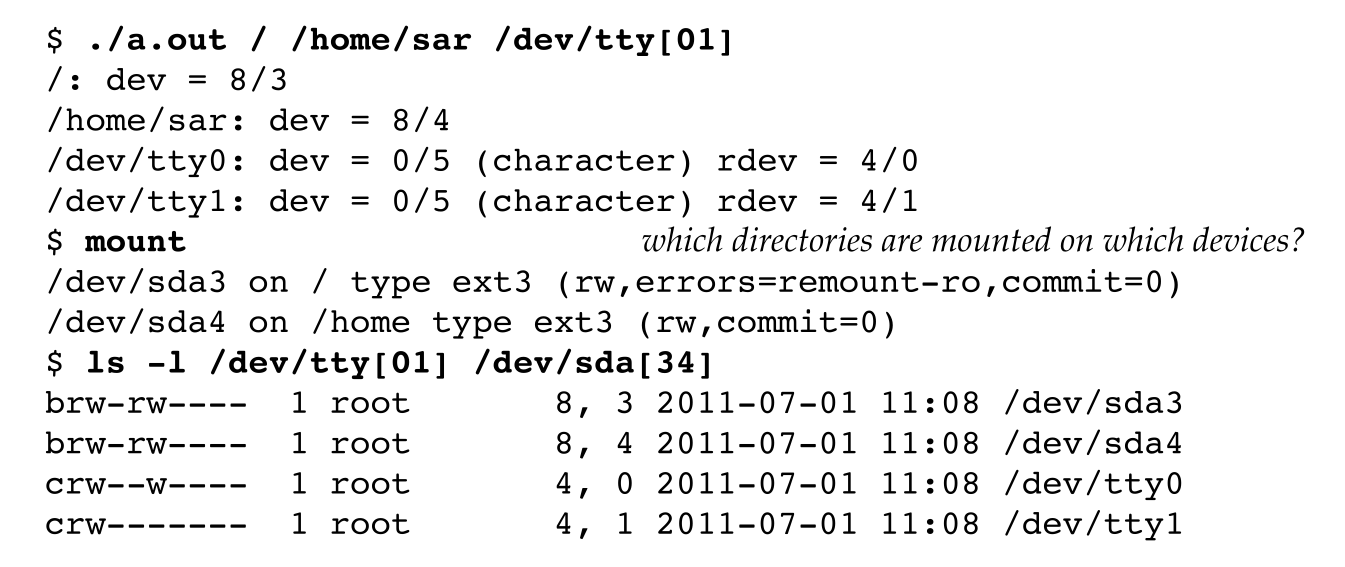 $ ./a.out / /home/sar /dev/tty[01]
/: dev = 8/3
/home/sar: dev = 8/4
/dev/tty0: dev = 0/5 (character) rdev = 4/0
/dev/tty1: dev = 0/5 (character) rdev = 4/1
$ mount which directories are mounted on which devices?
/dev/sda3 on / type ext3 (rw,errors=remount-ro,commit=0)
/dev/sda4 on /home type ext3 (rw,commit=0)
$ ls -l /dev/tty[01] /dev/sda[34]
brw-rw---- 1 root 8, 3 2011-07-01 11:08 /dev/sda3
brw-rw---- 1 root 8, 4 2011-07-01 11:08 /dev/sda4
crw--w---- 1 root 4, 0 2011-07-01 11:08 /dev/tty0
crw------- 1 root 4, 1 2011-07-01 11:08 /dev/tty1